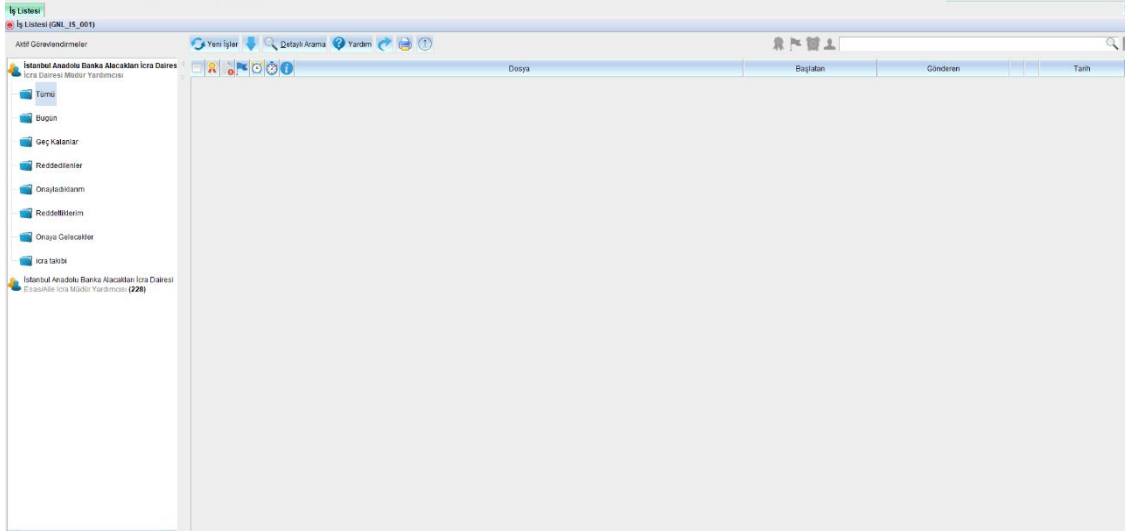 İş Listesi
İş Listesi (GNL_IS_001)
Aktif Görevlendirmeler
Yeni İşler Detaylı Arama Yardım
İstanbul Anadolu Banka Alacakları İcra Daires
İcra Dairesi Müdür Yardımcısı
Dosya Başlatan Gönderen Tarih
Tümü
Bugün
Geç Kalanlar
Reddedilenler
Onayladıklarım
Reddettiklerim
Onaya Gelecekler
icra takibi
İstanbul Anadolu Banka Alacakları İcra Dairesi
Esas/Aile İcra Müdür Yardımcısı (228)